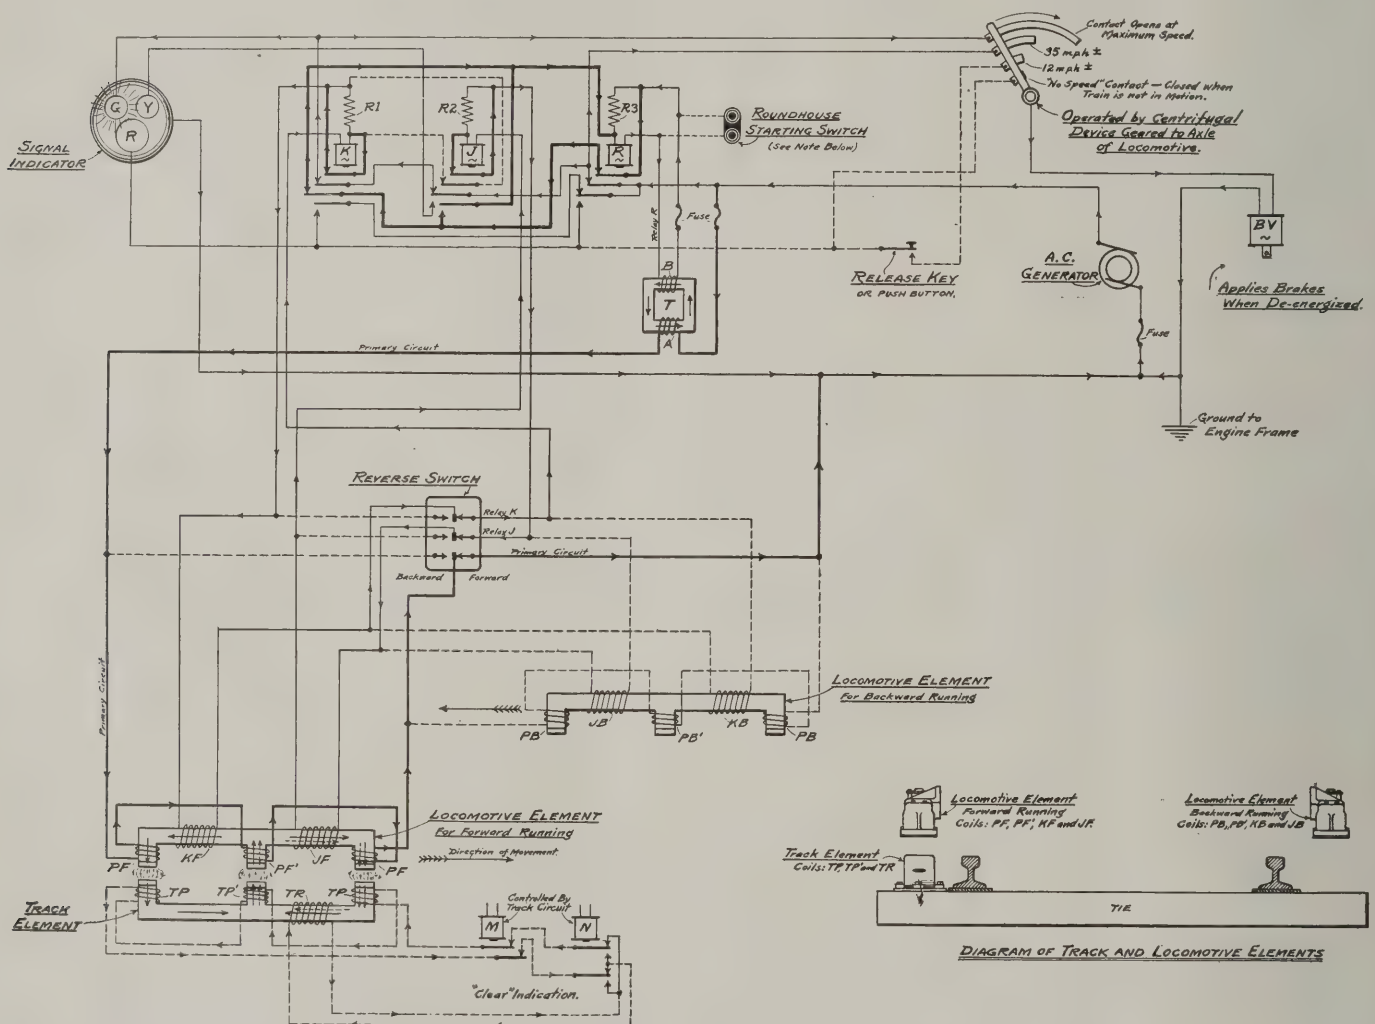 Contact Opens at
Maximum Speed.
35 mph ±
12 mph ±
"No Speed" Contact — Closed when
Train is not in Motion.
Operated by Centrifugal
Device Geared to Axle
of Locomotive.
G
Y
R
SIGNAL
INDICATOR
R1
R2
R3
K
~
J
~
R
~
ROUNDHOUSE
STARTING SWITCH
(See Note Below)
Relay R
Fuse
B
T
A
RELEASE KEY
OR PUSH BUTTON.
A.C.
GENERATOR
Fuse
BV
~
Applies Brakes
When De-energized.
Primary Circuit
Ground to
Engine Frame
REVERSE SWITCH
Relay K
Relay J
Primary Circuit
Backward
Forward
Primary Circuit
LOCOMOTIVE ELEMENT
For Backward Running
PB
JB
PB'
KB
PB
LOCOMOTIVE ELEMENT
For Forward Running
Direction of Movement.
PF
KF
PF'
JF
PF
TP
TP'
TR
TP
TRACK
ELEMENT
Controlled By
Track Circuit
M
N
"Clear" Indication.
Locomotive Element
Forward Running
Coils: PF, PF', KF and JF.
Locomotive Element
Backward Running
Coils: PB, PB', KB and JB
Track Element
Coils: TP, TP' and TR
TIE
DIAGRAM OF TRACK AND LOCOMOTIVE ELEMENTS